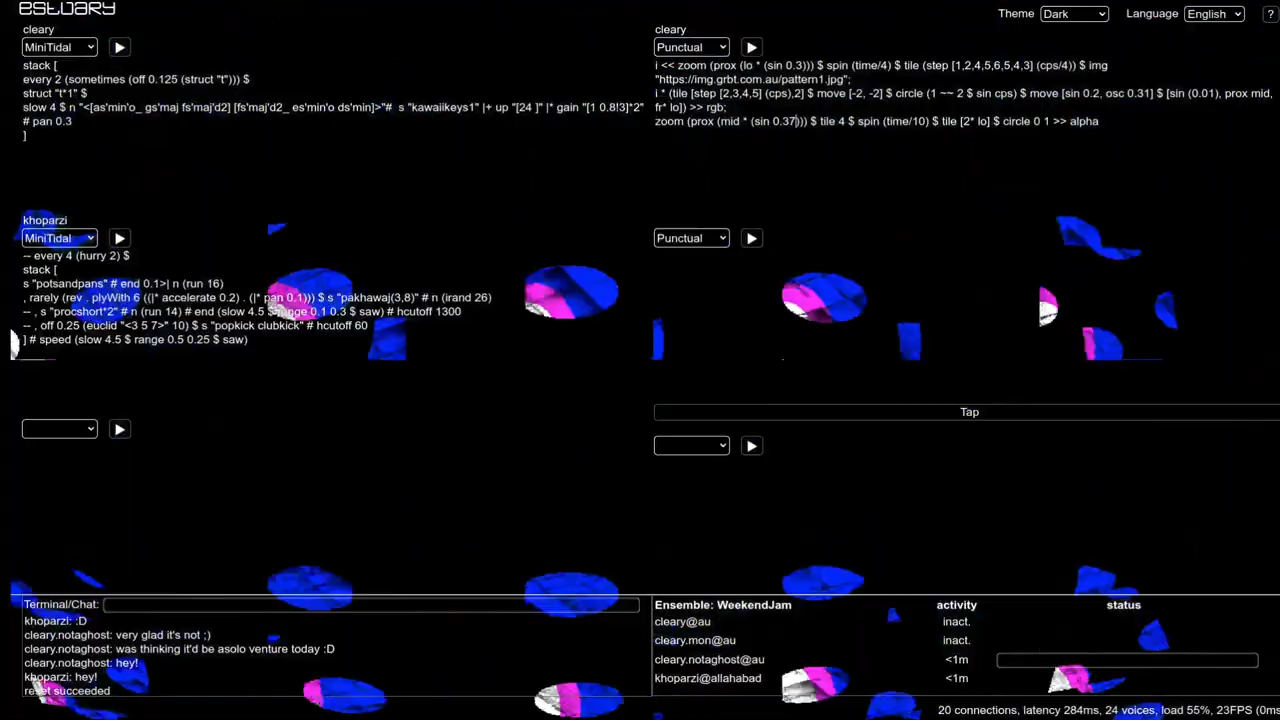 estuary
Theme Dark Language English ?
cleary
MiniTidal
stack [
every 2 (sometimes (off 0.125 (struct "t"))) $
struct "t*1" $
slow 4 $ n "<[as'min'o_ gs'maj fs'maj'd2] [fs'maj'd2_ es'min'o ds'min]>"# s "kawaiikeys1" |+ up "[24 ]" |* gain "[1 0.8!3]*2"
# pan 0.3
]
cleary
Punctual
i << zoom (prox (lo * (sin 0.3))) $ spin (time/4) $ tile (step [1,2,4,5,6,5,4,3] (cps/4)) $ img
"https://img.grbt.com.au/pattern1.jpg";
i * (tile [step [2,3,4,5] (cps),2] $ move [-2, -2] $ circle (1 ~~ 2 $ sin cps) $ move [sin 0.2, osc 0.31] $ [sin (0.01), prox mid,
fr* lo]) >> rgb;
zoom (prox (mid * (sin 0.37))) $ tile 4 $ spin (time/10) $ tile [2* lo] $ circle 0 1 >> alpha
khoparzi
MiniTidal
-- every 4 (hurry 2) $
stack [
s "potsandpans" # end 0.1>| n (run 16)
, rarely (rev . plyWith 6 ((|* accelerate 0.2) . (|* pan 0.1))) $ s "pakhawaj(3,8)" # n (irand 26)
-- , s "procshort*2" # n (run 14) # end (slow 4.5 $ range 0.1 0.3 $ saw) # hcutoff 1300
-- , off 0.25 (euclid "<3 5 7>" 10) $ s "popkick clubkick" # hcutoff 60
] # speed (slow 4.5 $ range 0.5 0.25 $ saw)
Punctual
Tap
Terminal/Chat:
khoparzi: :D
cleary.notaghost: very glad it's not ;)
cleary.notaghost: was thinking it'd be asolo venture today :D
cleary.notaghost: hey!
khoparzi: hey!
reset succeeded
Ensemble: WeekendJam activity status
cleary@au inact.
cleary.mon@au inact.
cleary.notaghost@au <1m
khoparzi@allahabad <1m
20 connections, latency 284ms, 24 voices, load 55%, 23FPS (0ms